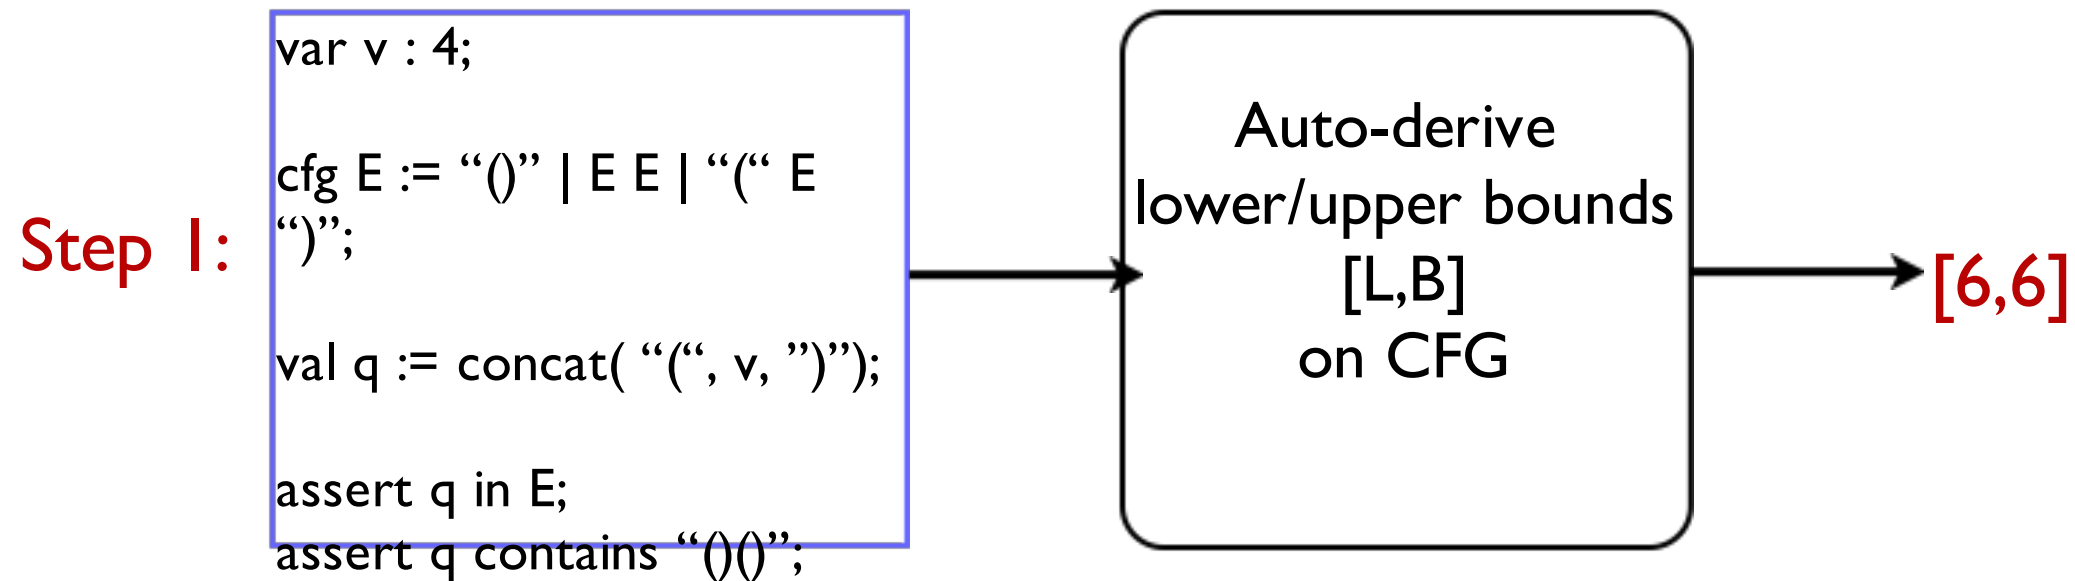 Step 1:
var v : 4;
cfg E := “()” | E E | “(“ E
“)”;
val q := concat( “(“, v, ”)”);
assert q in E;
assert q contains “()()”;
Auto-derive
lower/upper bounds
[L,B]
on CFG
[6,6]